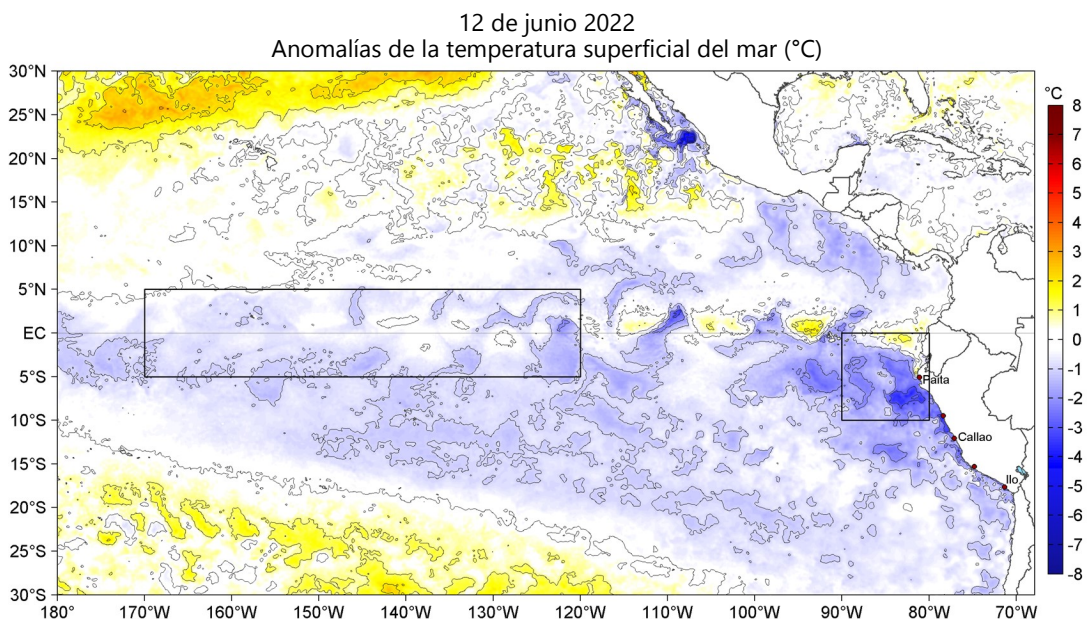 12 de junio 2022
Anomalías de la temperatura superficial del mar (°C)
30°N
25°N
20°N
15°N
10°N
5°N
EC
5°S
10°S
15°S
20°S
25°S
30°S
180
170°W
160°W
150°W
140°W
130°W
120°W
110°W
100°W
90°W
80°W
70°W
Paita
Callao
Ilo
°C
8
7
6
5
4
3
2
1
0
-1
-2
-3
-4
-5
-6
-7
-8